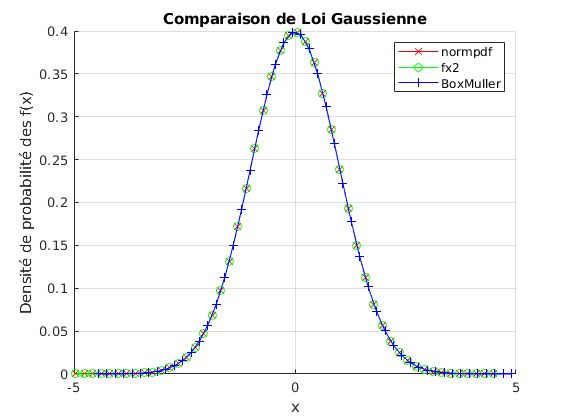 Comparaison de Loi Gaussienne
normpdf
fx2
BoxMuller
Densité de probabilité des f(x)
0.4
0.35
0.3
0.25
0.2
0.15
0.1
0.05
0
-5
0
5
x